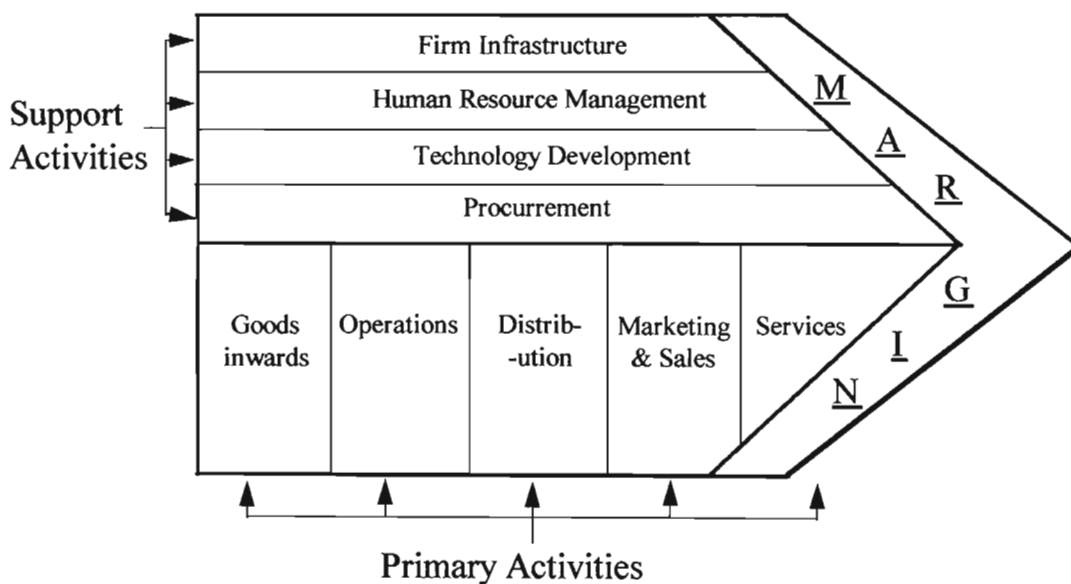 Support
Activities
Firm Infrastructure
Human Resource Management
Technology Development
Procurrement
M
A
R
G
I
N
Goods
inwards
Operations
Distrib-
-ution
Marketing
& Sales
Services
Primary Activities